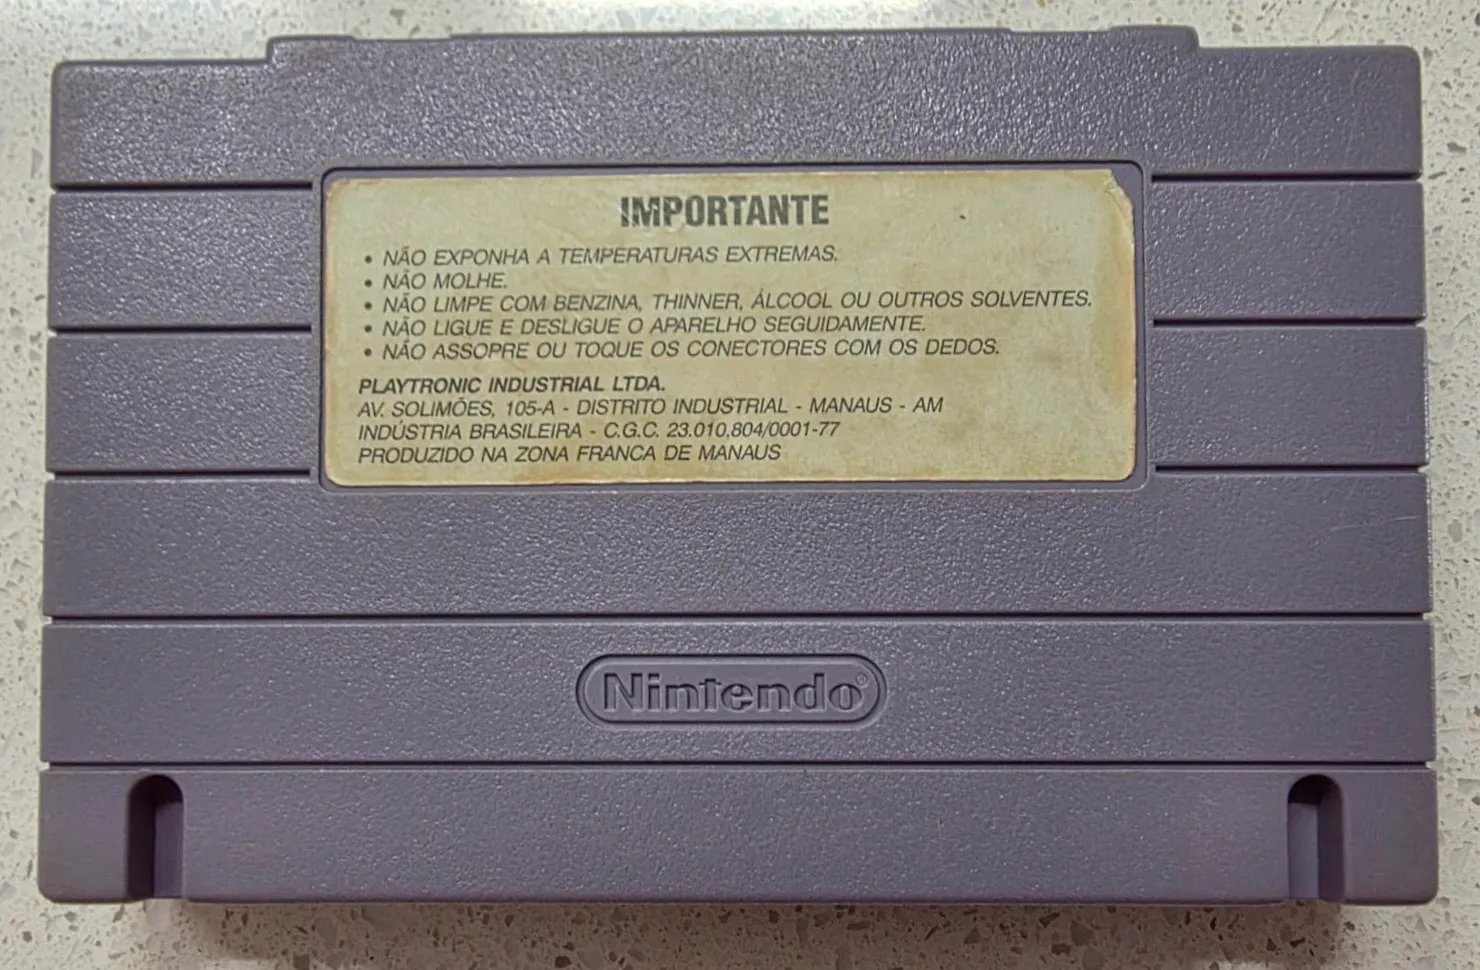 IMPORTANTE
• NÃO EXPONHA A TEMPERATURAS EXTREMAS.
• NÃO MOLHE.
• NÃO LIMPE COM BENZINA, THINNER, ÁLCOOL OU OUTROS SOLVENTES.
• NÃO LIGUE E DESLIGUE O APARELHO SEGUIDAMENTE.
• NÃO ASSOPRE OU TOQUE OS CONECTORES COM OS DEDOS.
PLAYTRONIC INDUSTRIAL LTDA.
AV. SOLIMÕES, 105-A - DISTRITO INDUSTRIAL - MANAUS - AM
INDÚSTRIA BRASILEIRA - C.G.C. 23.010.804/0001-77
PRODUZIDO NA ZONA FRANCA DE MANAUS
Nintendo®